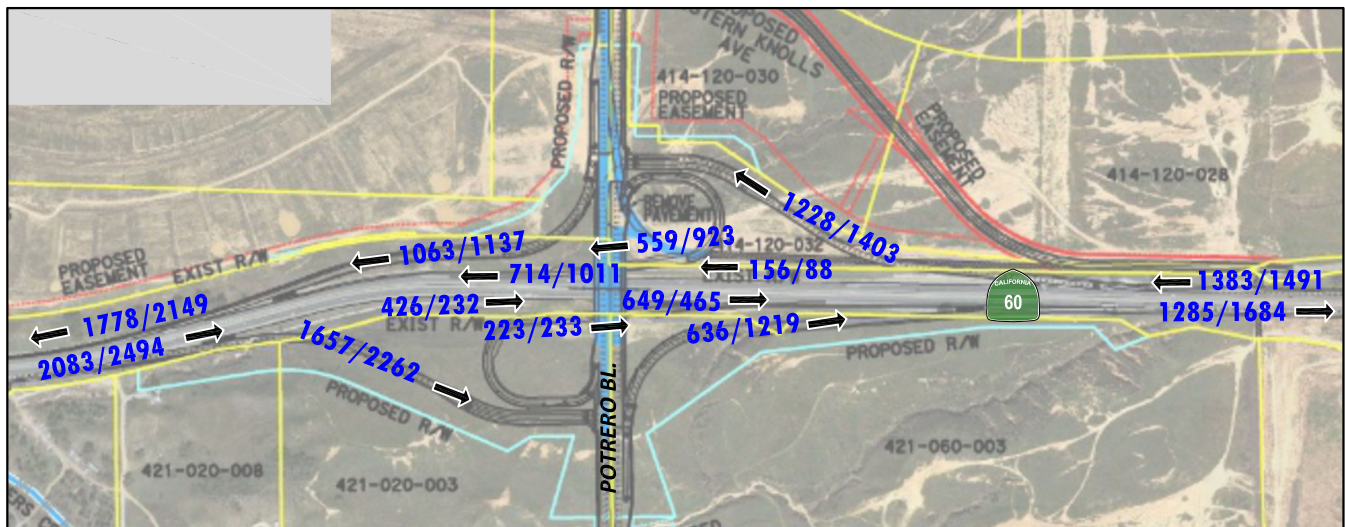 PROPOSED
STERN KNOLLS
AVE
PROPOSED R/W
414-120-030
PROPOSED
EASEMENT
PROPOSED
EASEMENT
414-120-028
REMOVE
PAVEMENT
1228/1403
1063/1137
559/923
414-120-032
PROPOSED
EASEMENT
EXIST R/W
714/1011
156/88
1383/1491
CALIFORNIA
60
1778/2149
426/232
649/465
1285/1684
EXIST R/W
223/233
636/1219
2083/2494
1657/2262
PROPOSED R/W
PROPOSED R/W
POTRERO BL.
421-060-003
421-020-008
421-020-003